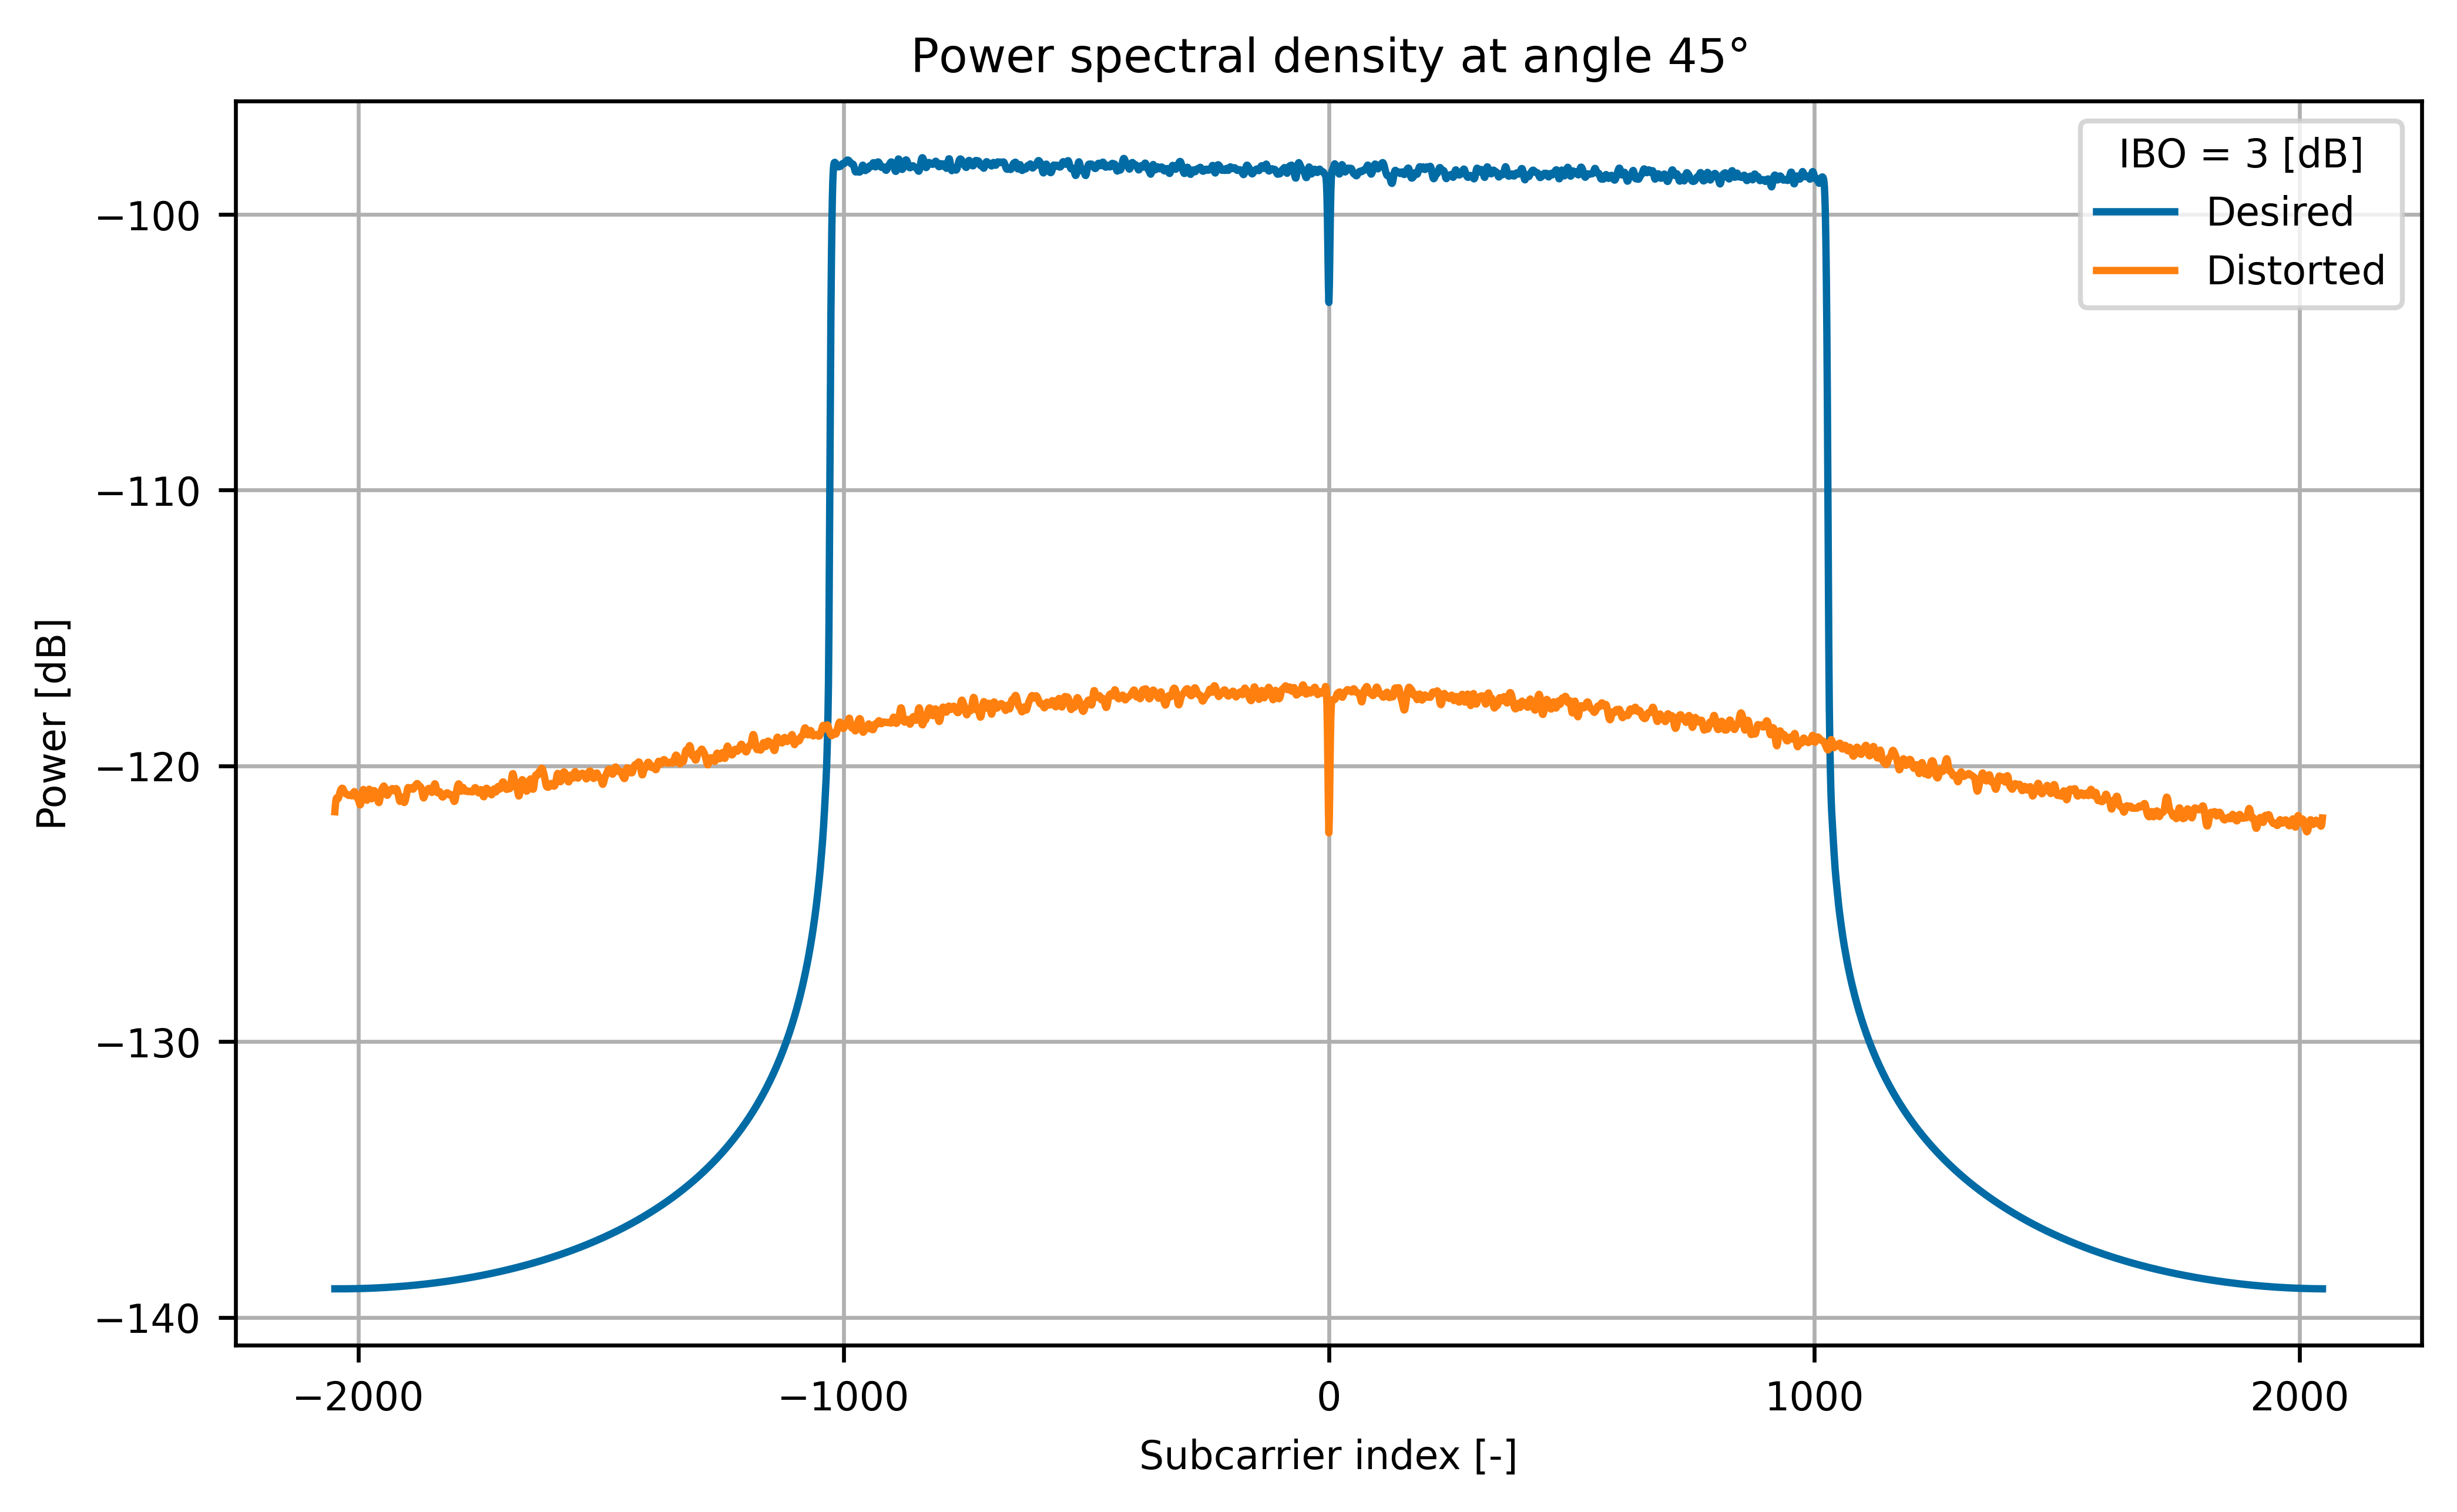 Power spectral density at angle 45°
IBO = 3 [dB]
Desired
Distorted
Power [dB]
−100
−110
−120
−130
−140
−2000
−1000
0
1000
2000
Subcarrier index [-]